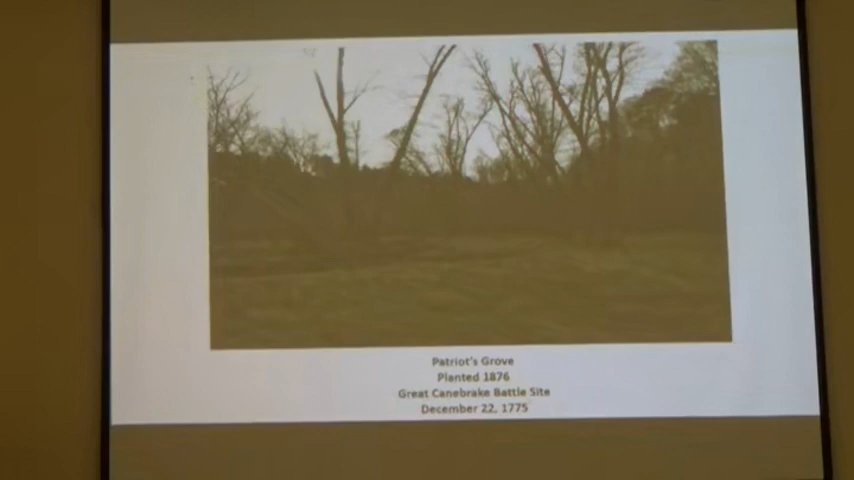 Patriot's Grove
Planted 1876
Great Canebrake Battle Site
December 22, 1775